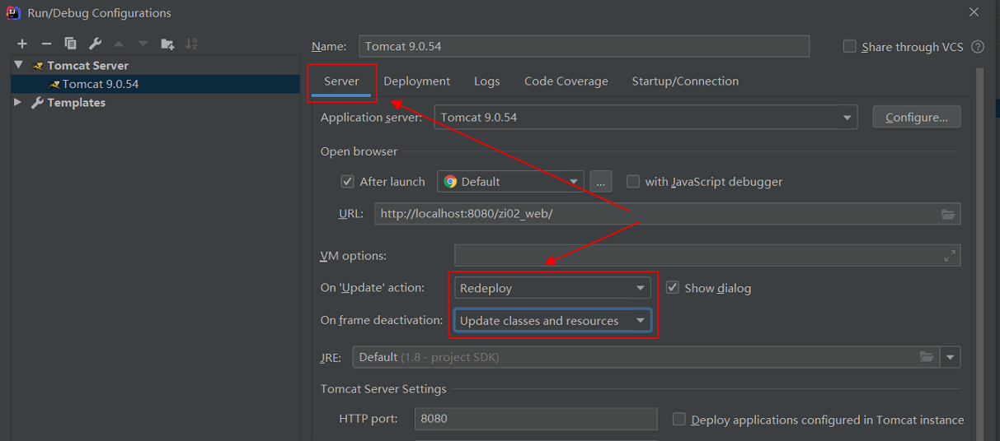 Run/Debug Configurations
Name: Tomcat 9.0.54 Share through VCS ?
Tomcat Server
Tomcat 9.0.54
Templates
Server Deployment Logs Code Coverage Startup/Connection
Application server: Tomcat 9.0.54 Configure...
Open browser
After launch Default ... with JavaScript debugger
URL: http://localhost:8080/zi02_web/
VM options:
On 'Update' action: Redeploy Show dialog
On frame deactivation: Update classes and resources
JRE: Default (1.8 - project SDK)
Tomcat Server Settings
HTTP port: 8080 Deploy applications configured in Tomcat instance